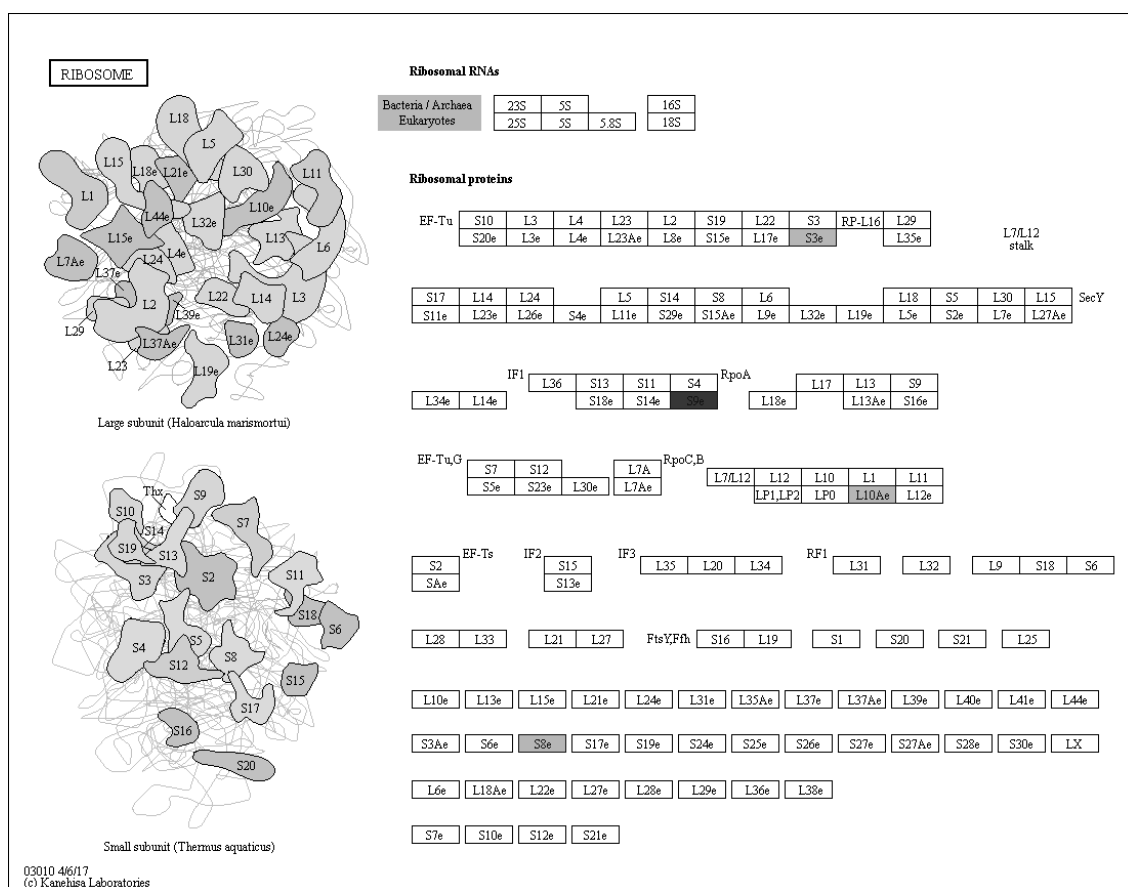 RIBOSOME
L18
L5
L15
L18e
L21e
L30
L11
L1
L44e
L32e
L10e
L15e
L13
L6
L7Ae
L24
L4e
L37e
L2
L22
L14
L3
L39e
L29
L37Ae
L31e
L24e
L23
L19e
Large subunit (Haloarcula marismortui)
Thx
S9
S10
S7
S14
S19
S13
S3
S2
S11
S18
S6
S4
S5
S12
S8
S15
S17
S16
S20
Small subunit (Thermus aquaticus)
03010 4/6/17
(c) Kanehisa Laboratories
Ribosomal RNAs
Bacteria / Archaea 23S 5S 16S
Eukaryotes 25S 5S 5.8S 18S
Ribosomal proteins
EF-Tu S10 L3 L4 L23 L2 S19 L22 S3 RP-L16 L29
S20e L3e L4e L23Ae L8e S15e L17e S3e L35e
L7/L12
stalk
S17 L14 L24 L5 S14 S8 L6 L18 S5 L30 L15 SecY
S11e L23e L26e S4e L11e S29e S15Ae L9e L32e L19e L5e S2e L7e L27Ae
IF1 L36 S13 S11 S4 RpoA L17 L13 S9
L34e L14e S18e S14e S9e L18e L13Ae S16e
EF-Tu,G S7 S12 L7A RpoC,B L7/L12 L12 L10 L1 L11
S5e S23e L30e L7Ae LP1,LP2 LP0 L10Ae L12e
S2 EF-Ts IF2 S15 IF3 L35 L20 L34 RF1 L31 L32 L9 S18 S6
SAe S13e
L28 L33 L21 L27 FtsY,Ffh S16 L19 S1 S20 S21 L25
L10e L13e L15e L21e L24e L31e L35Ae L37e L37Ae L39e L40e L41e L44e
S3Ae S6e S8e S17e S19e S24e S25e S26e S27e S27Ae S28e S30e LX
L6e L18Ae L22e L27e L28e L29e L36e L38e
S7e S10e S12e S21e